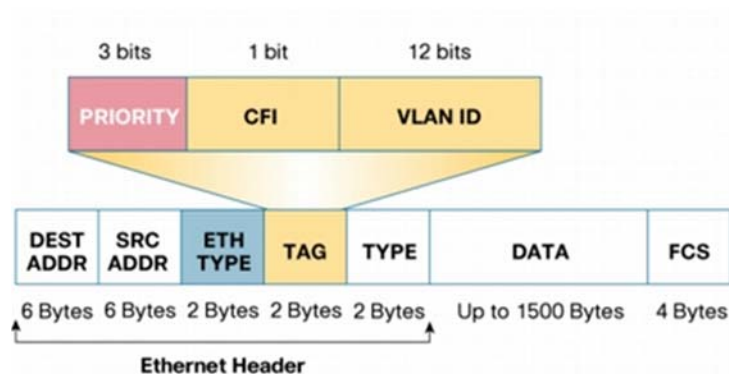 3 bits 1 bit 12 bits
PRIORITY CFI VLAN ID
DEST ADDR SRC ADDR ETH TYPE TAG TYPE DATA FCS
6 Bytes 6 Bytes 2 Bytes 2 Bytes 2 Bytes Up to 1500 Bytes 4 Bytes
Ethernet Header